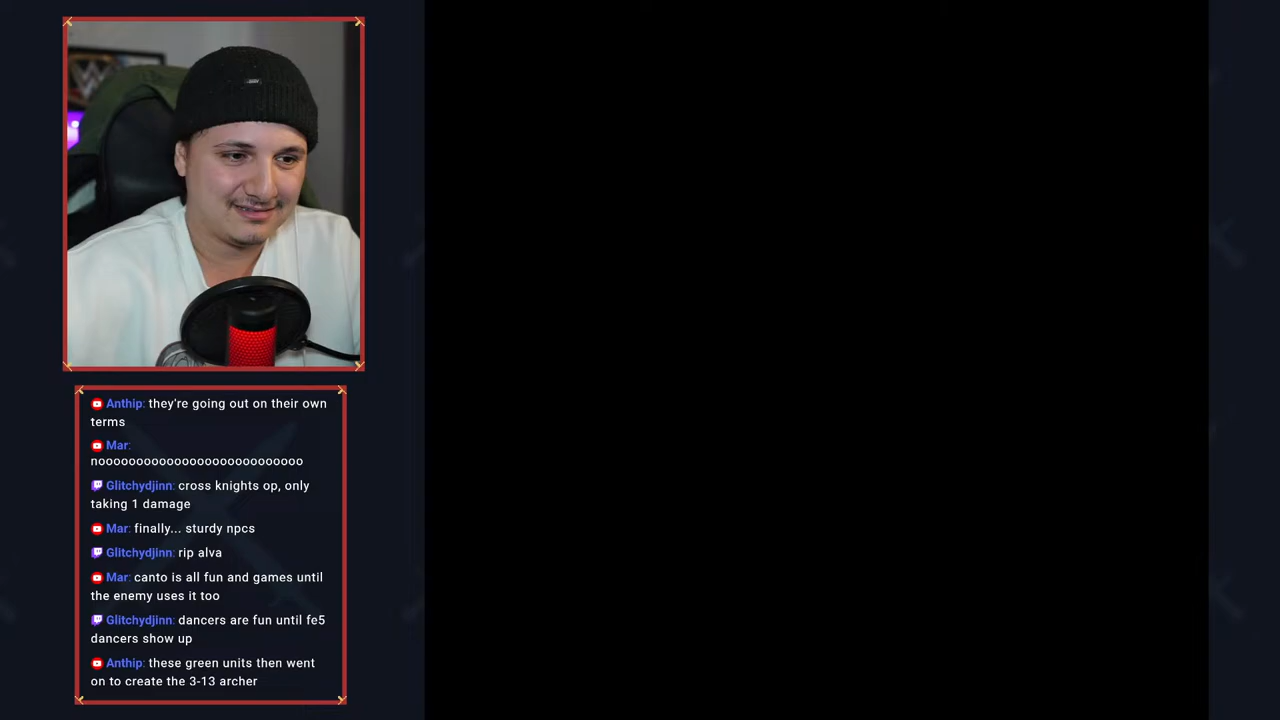 Anthip: they're going out on their own
terms
Mar:
nooooooooooooooooooooooooooo
Glitchydjinn: cross knights op, only
taking 1 damage
Mar: finally... sturdy npcs
Glitchydjinn: rip alva
Mar: canto is all fun and games until
the enemy uses it too
Glitchydjinn: dancers are fun until fe5
dancers show up
Anthip: these green units then went
on to create the 3-13 archer